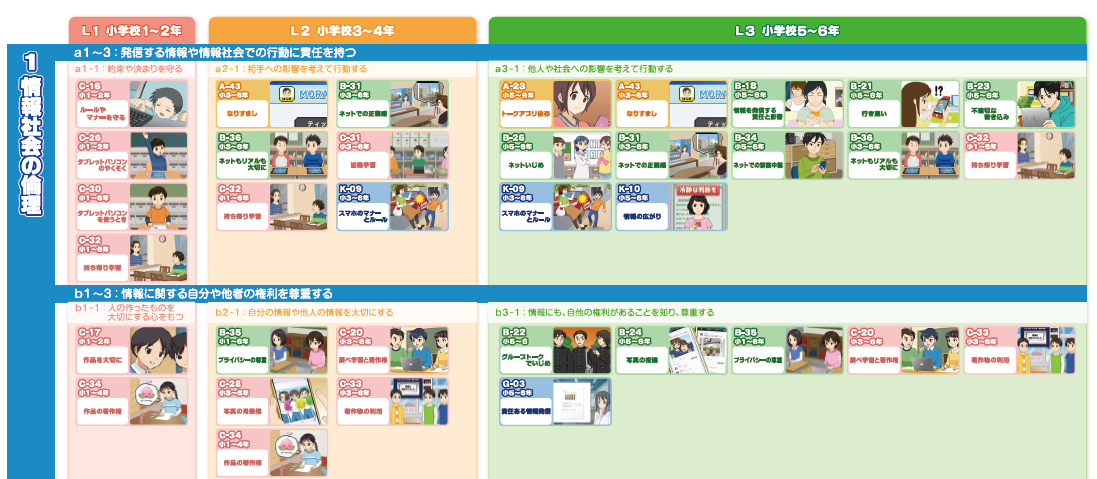 L1 小学校1～2年
L2 小学校3～4年
L3 小学校5～6年
1 情報社会の倫理
a1～3：発信する情報や情報社会での行動に責任を持つ
a1-1：約束や決まりを守る
a2-1：相手への影響を考えて行動する
a3-1：他人や社会への影響を考えて行動する
C-16
小1～2年
ルールや
マナーを守る
A-43
小3～6年
なりすまし
B-31
小3～6年
ネットでの正義感
A-23
小5～6年
トークアプリ依存
A-43
小3～6年
なりすまし
B-18
小5～6年
情報を発信する
責任と影響
B-21
小5～6年
行き違い
B-23
小5～6年
不適切な
書き込み
C-26
小1～2年
タブレットパソコン
のやくそく
B-36
小3～6年
ネットもリアルも
大切に
C-31
小3～6年
協働学習
B-26
小5～6年
ネットいじめ
B-31
小3～6年
ネットでの正義感
B-34
小5～6年
ネットでの誹謗中傷
B-36
小3～6年
ネットもリアルも
大切に
C-32
小1～6年
持ち帰り学習
C-30
小1～6年
タブレットパソコン
を使うとき
C-32
小1～6年
持ち帰り学習
K-09
小3～6年
スマホのマナー
とルール
K-09
小3～6年
スマホのマナー
とルール
K-10
小5～6年
情報の広がり
冷静な判断を
C-32
小1～6年
持ち帰り学習
b1～3：情報に関する自分や他者の権利を尊重する
b1-1：人の作ったものを
大切にする心をもつ
b2-1：自分の情報や他人の情報を大切にする
b3-1：情報にも、自他の権利があることを知り、尊重する
C-17
小1～2年
作品を大切に
B-35
小1～6年
プライバシーの尊重
C-20
小3～6年
調べ学習と著作権
B-22
小5～6
グループトーク
でいじめ
B-24
小5～6年
写真の投稿
B-35
小1～6年
プライバシーの尊重
C-20
小3～6年
調べ学習と著作権
C-33
小3～6年
著作物の利用
C-34
小1～4年
作品の著作権
C-28
小3～6年
写真の肖像権
C-33
小3～6年
著作物の利用
G-03
小5～6年
責任ある情報発信
C-34
小1～4年
作品の著作権